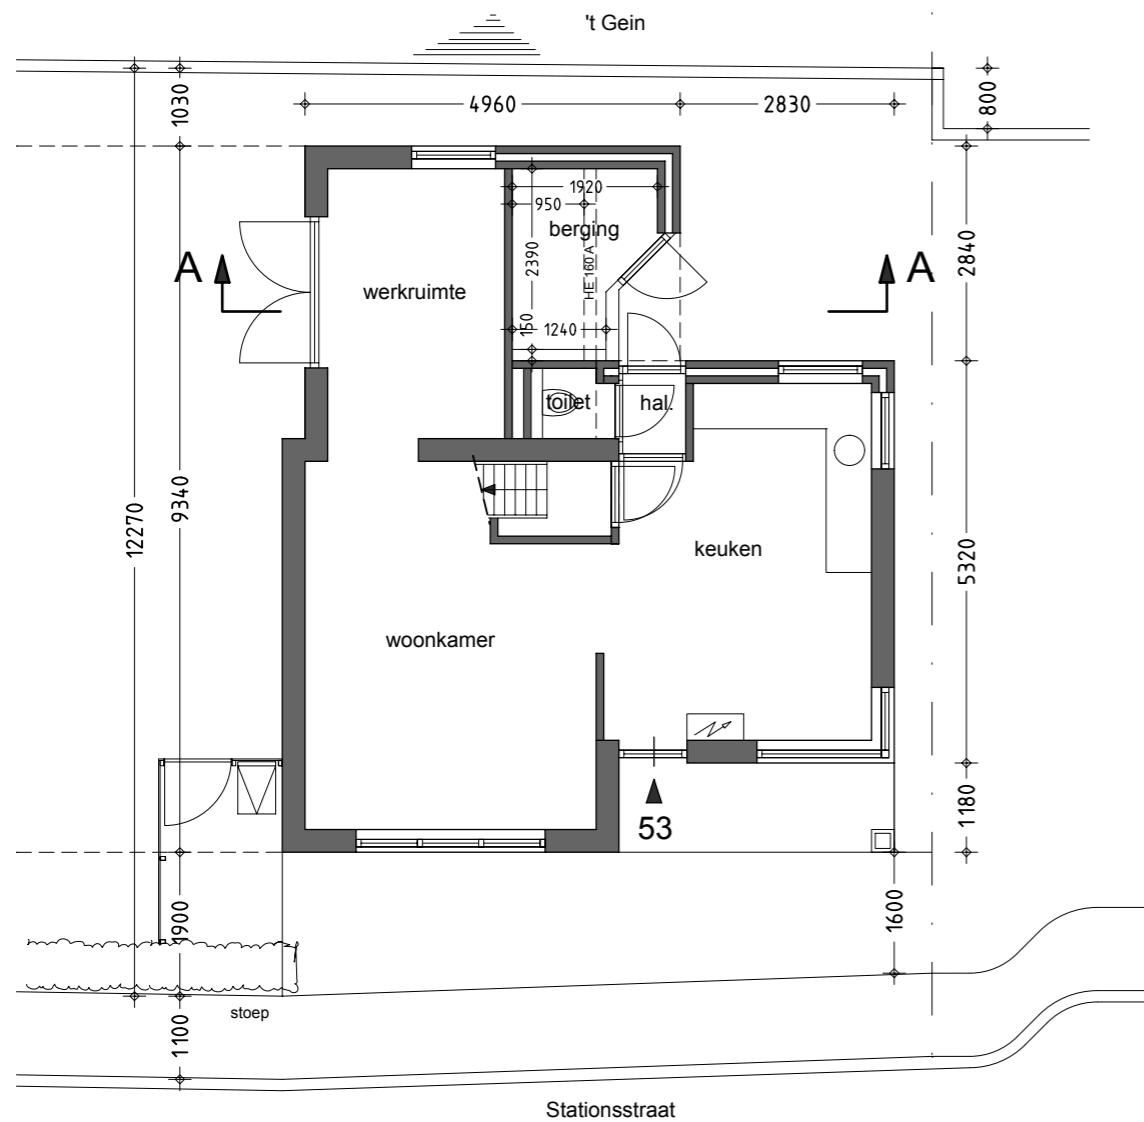 't Gein
1030
4960
2830
800
1920
950
berging
2390
HE 160 A
A
A
2840
werkruimte
150
1240
toilet
hal.
12270
9340
keuken
5320
woonkamer
53
1180
1900
1600
stoep
1100
Stationsstraat